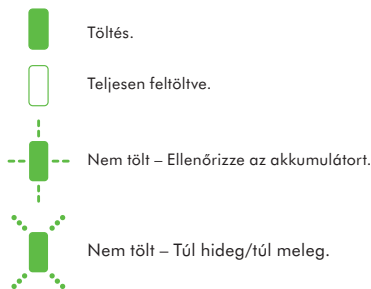 Töltés.
Teljesen feltöltve.
Nem tölt – Ellenőrizze az akkumulátort.
Nem tölt – Túl hideg/túl meleg.